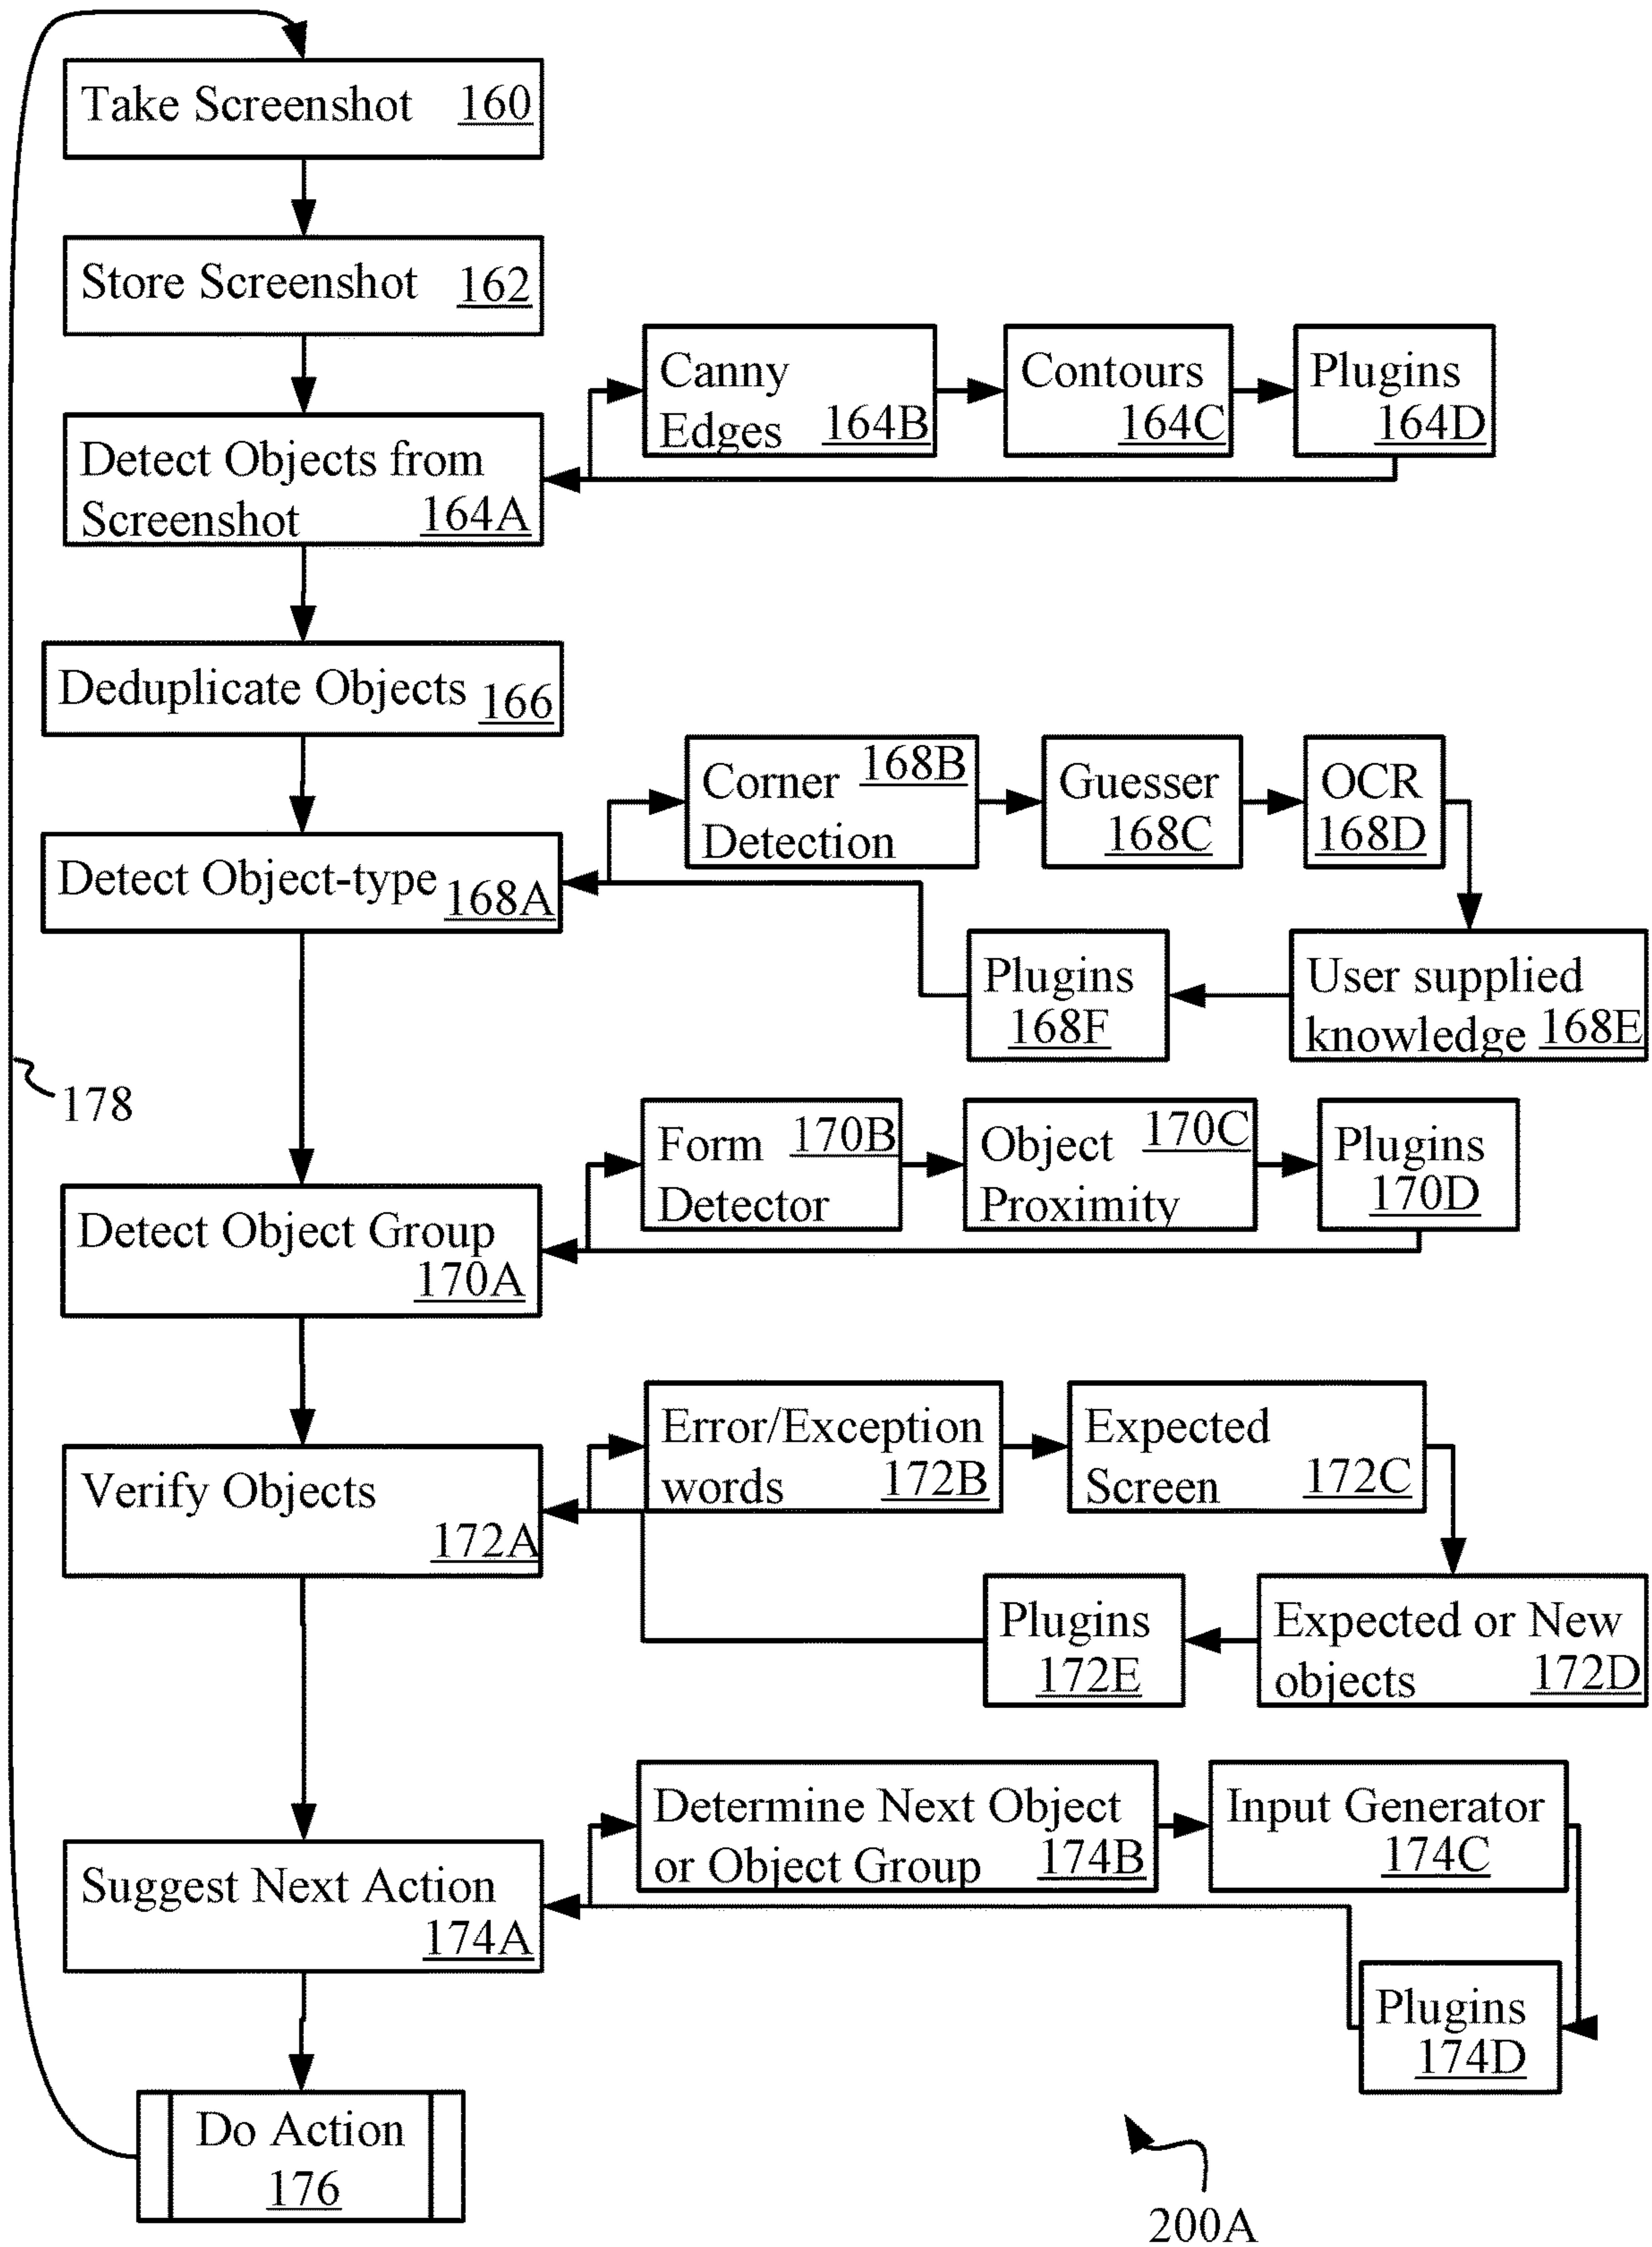 Take Screenshot 160
Store Screenshot 162
Canny
Edges 164B
Contours
164C
Plugins
164D
Detect Objects from
Screenshot 164A
Deduplicate Objects 166
Corner 168B
Detection
Guesser
168C
OCR
168D
Detect Object-type 168A
User supplied
knowledge 168E
Plugins
168F
178
Form 170B
Detector
Object 170C
Proximity
Plugins
170D
Detect Object Group
170A
Error/Exception
words 172B
Expected
Screen 172C
Verify Objects
172A
Expected or New
objects 172D
Plugins
172E
Determine Next Object
or Object Group 174B
Input Generator
174C
Suggest Next Action
174A
Plugins
174D
Do Action
176
200A